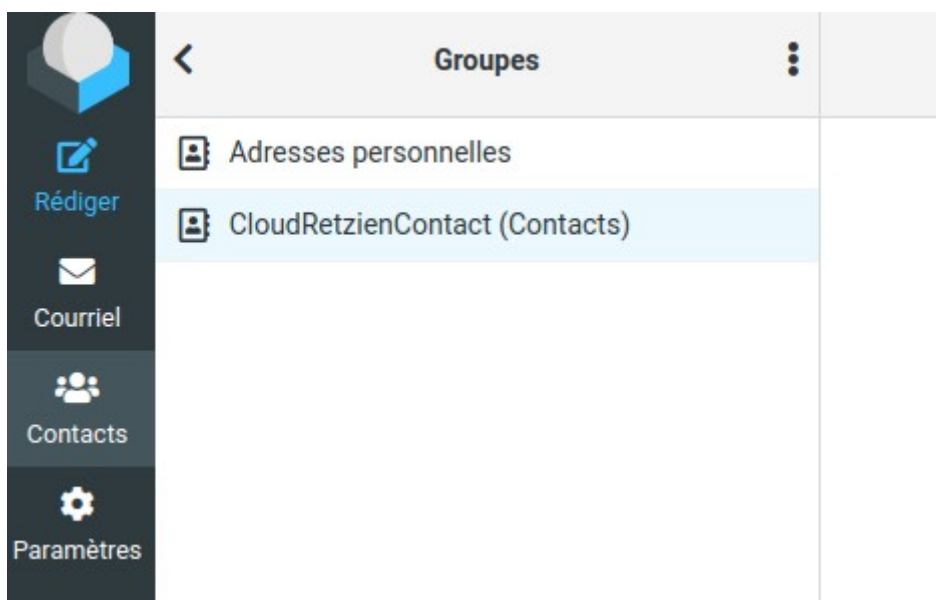 Groupes
Rédiger
Courriel
Contacts
Paramètres
Adresses personnelles
CloudRetzienContact (Contacts)